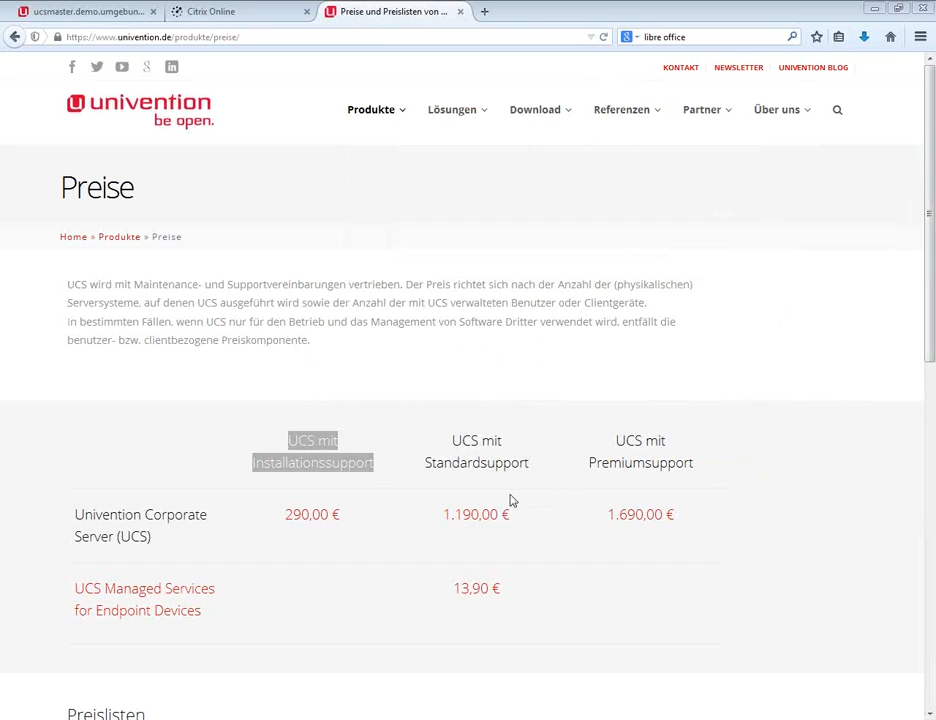 ucsmaster.demo.umgebun...
Citrix Online
Preise und Preislisten von ...
https://www.univention.de/produkte/preise/
libre office
KONTAKT NEWSLETTER UNIVENTION BLOG
univention
be open.
Produkte Lösungen Download Referenzen Partner Über uns
Preise
Home » Produkte » Preise
UCS wird mit Maintenance- und Supportvereinbarungen vertrieben. Der Preis richtet sich nach der Anzahl der (physikalischen)
Serversysteme, auf denen UCS ausgeführt wird sowie der Anzahl der mit UCS verwalteten Benutzer oder Clientgeräte.
In bestimmten Fällen, wenn UCS nur für den Betrieb und das Management von Software Dritter verwendet wird, entfällt die
benutzer- bzw. clientbezogene Preiskomponente.
UCS mit
Installationssupport
UCS mit
Standardsupport
UCS mit
Premiumsupport
Univention Corporate
Server (UCS)
290,00 €
1.190,00 €
1.690,00 €
UCS Managed Services
for Endpoint Devices
13,90 €
Preislisten